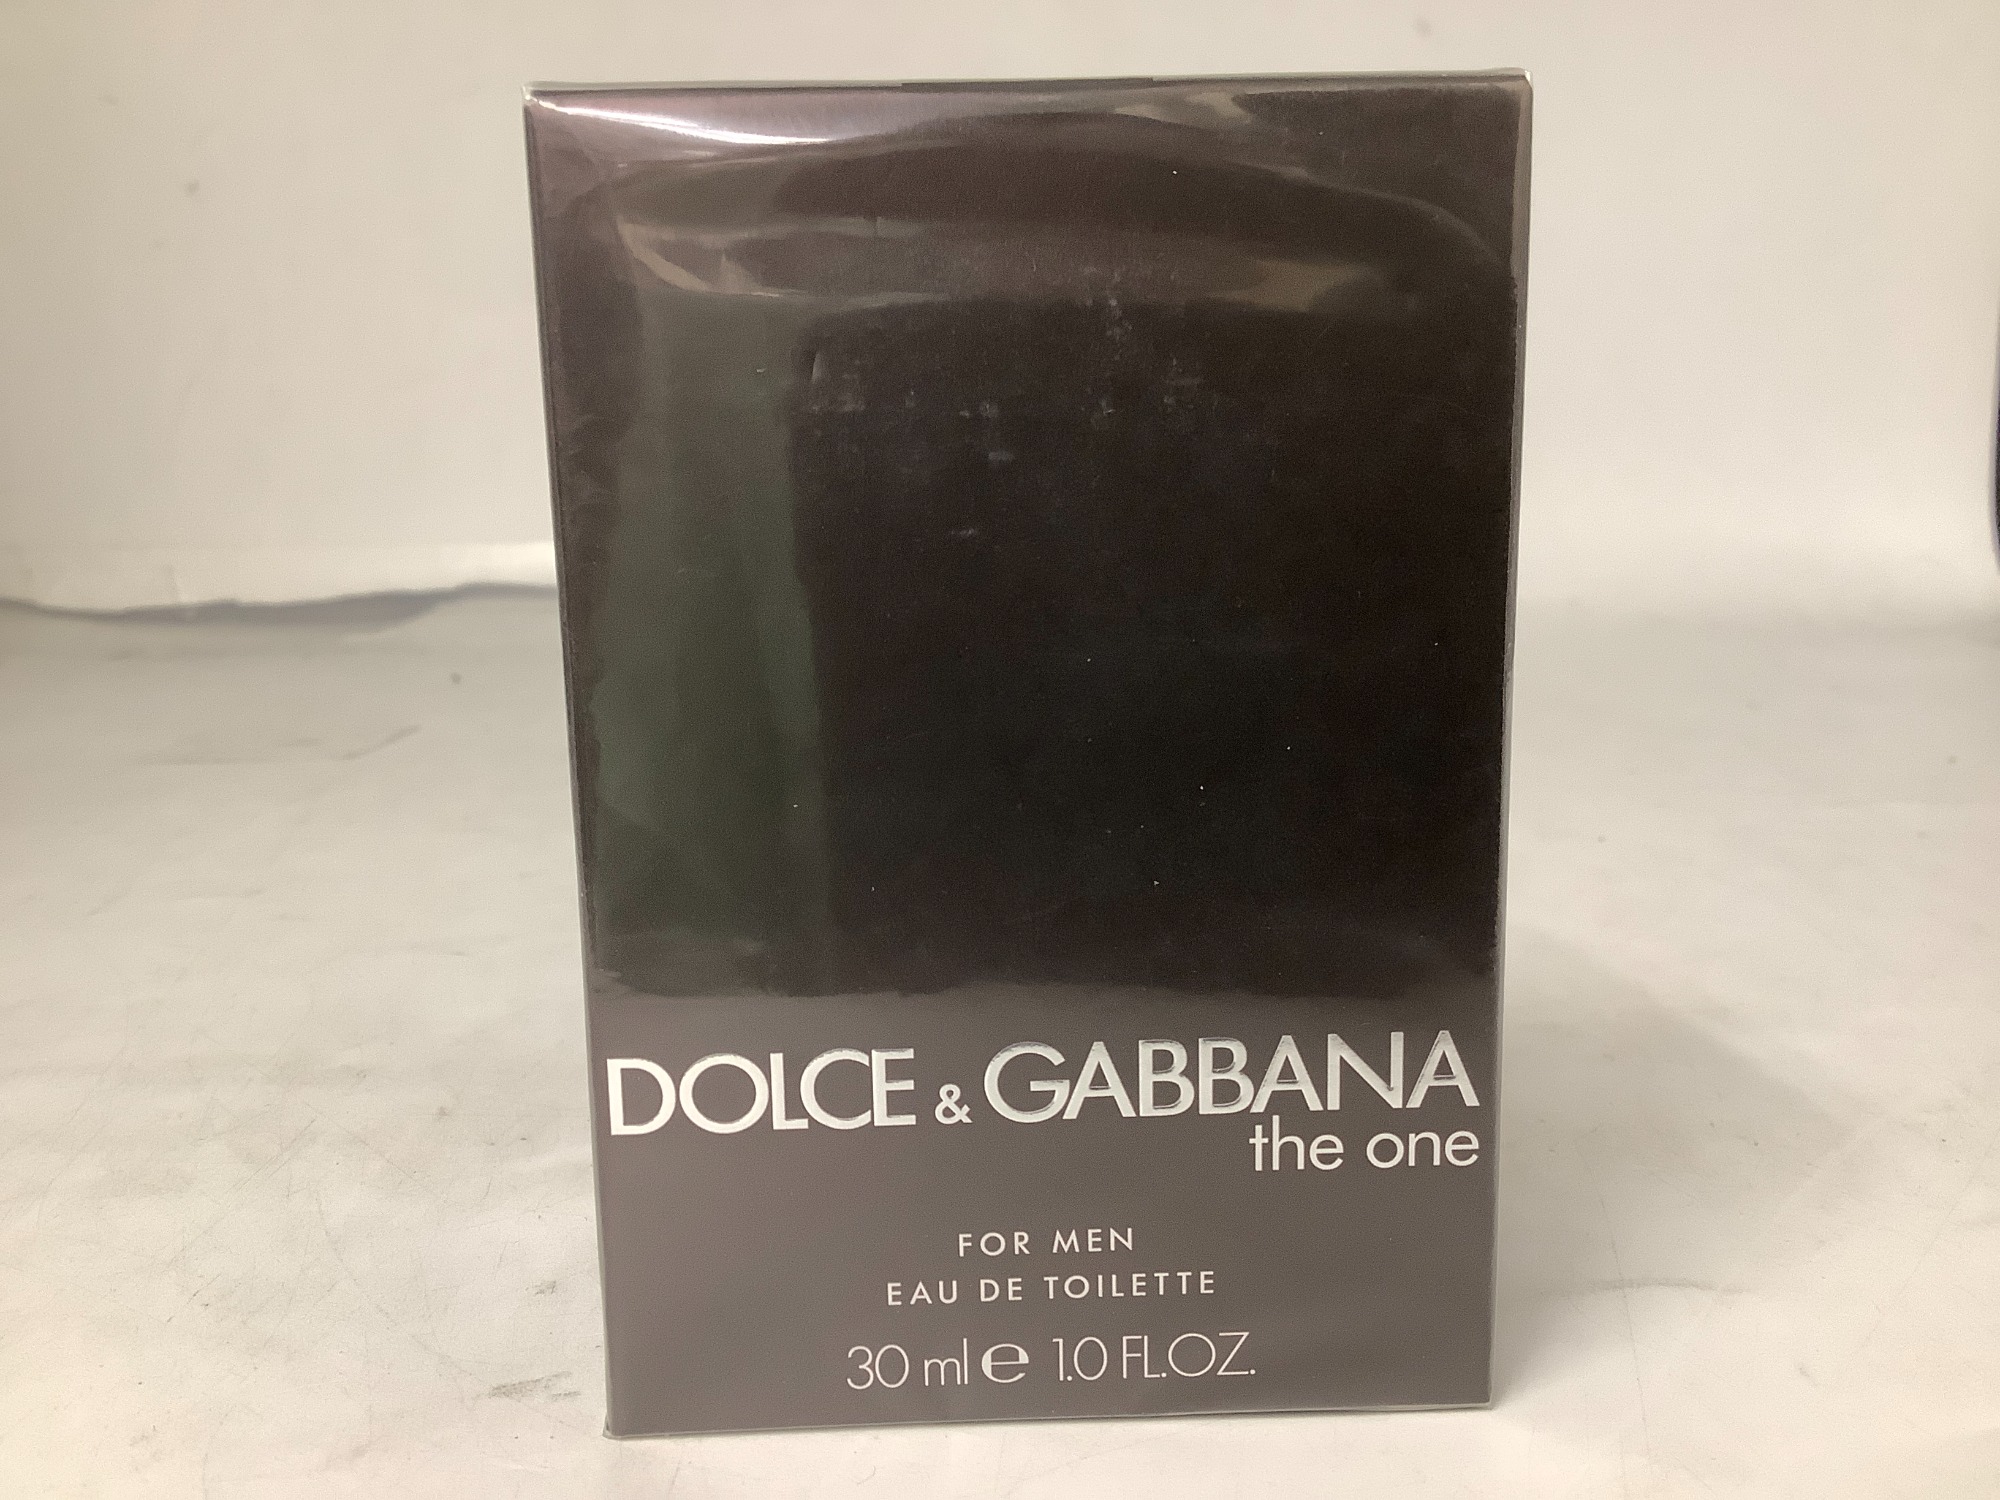 DOLCE & GABBANA
the one
FOR MEN
EAU DE TOILETTE
30 ml e 1.0 FL.OZ.